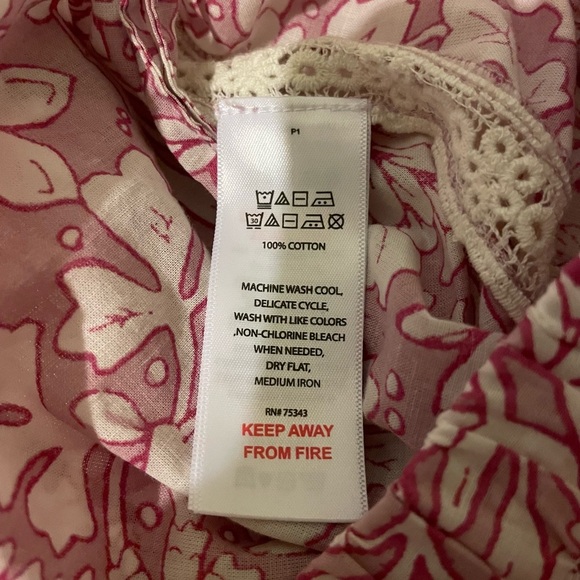 P1
30
100% COTTON
MACHINE WASH COOL,
DELICATE CYCLE,
WASH WITH LIKE COLORS
,NON-CHLORINE BLEACH
WHEN NEEDED,
DRY FLAT,
MEDIUM IRON
RN# 75343
KEEP AWAY
FROM FIRE